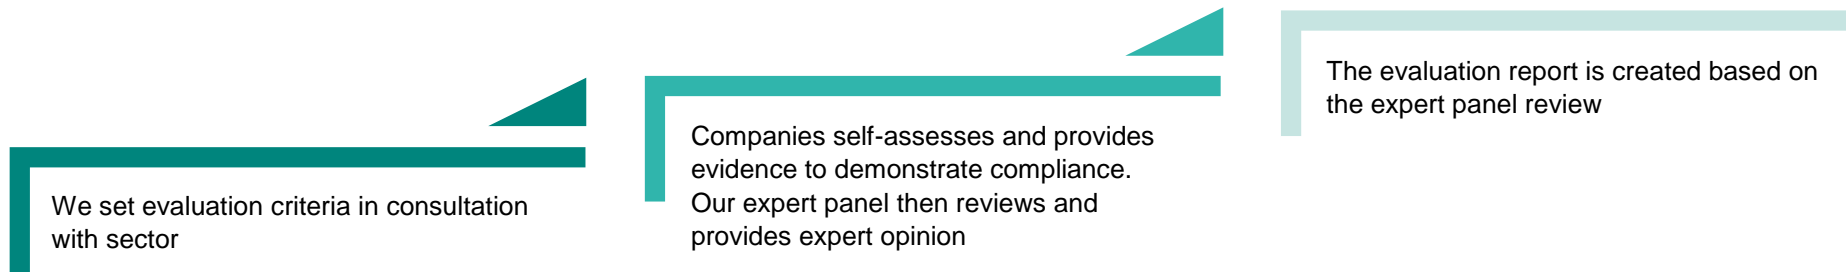 We set evaluation criteria in consultation
with sector
Companies self-assesses and provides
evidence to demonstrate compliance.
Our expert panel then reviews and
provides expert opinion
The evaluation report is created based on
the expert panel review